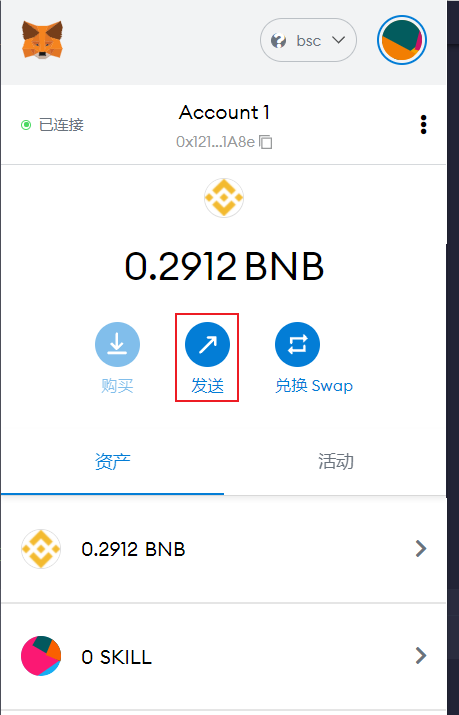 bsc
已连接
Account 1
0x121...1A8e
0.2912 BNB
购买
发送
兑换 Swap
资产
活动
0.2912 BNB
0 SKILL